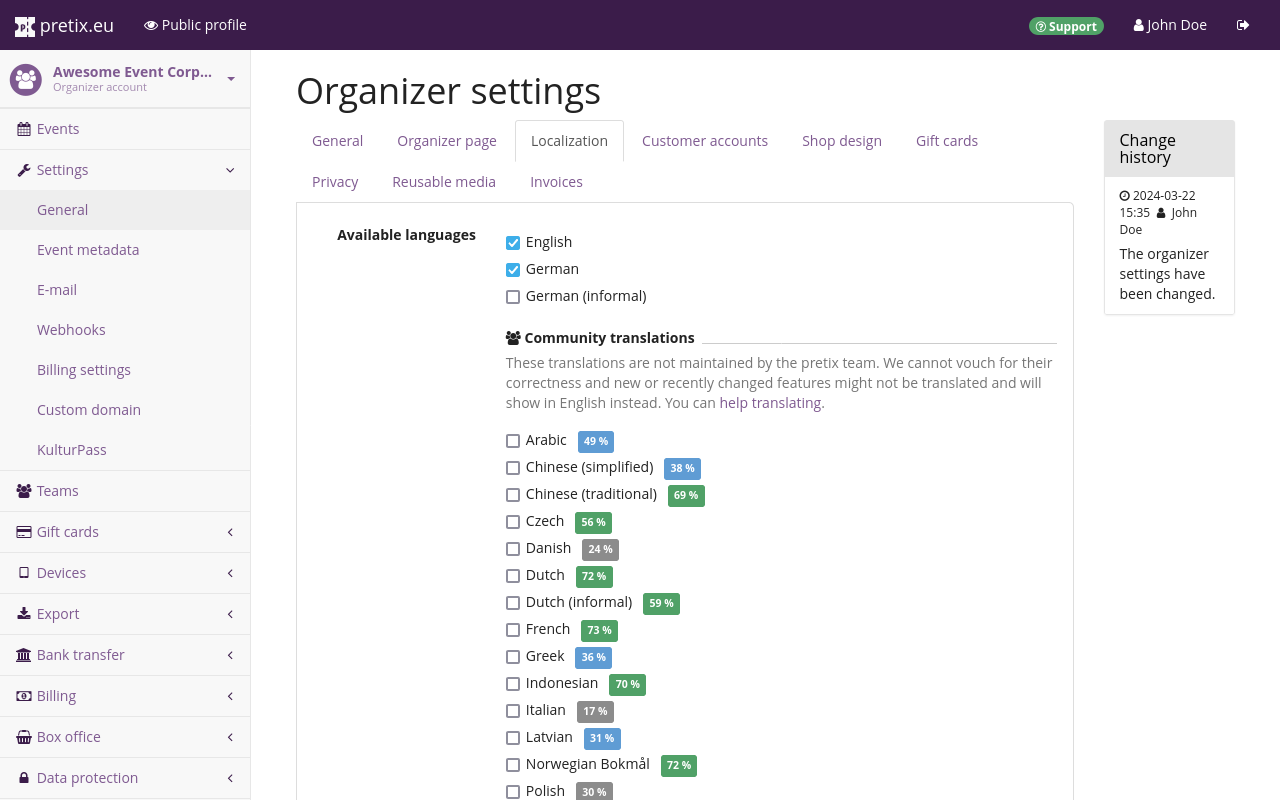 pretix.eu
Public profile
Support
John Doe
Awesome Event Corp...
Organizer account
Events
Settings
General
Event metadata
E-mail
Webhooks
Billing settings
Custom domain
KulturPass
Teams
Gift cards
Devices
Export
Bank transfer
Billing
Box office
Data protection
Organizer settings
General
Organizer page
Localization
Customer accounts
Shop design
Gift cards
Privacy
Reusable media
Invoices
Available languages
English
German
German (informal)
Community translations
These translations are not maintained by the pretix team. We cannot vouch for their
correctness and new or recently changed features might not be translated and will
show in English instead. You can help translating.
Arabic 49 %
Chinese (simplified) 38 %
Chinese (traditional) 69 %
Czech 56 %
Danish 24 %
Dutch 72 %
Dutch (informal) 59 %
French 73 %
Greek 36 %
Indonesian 70 %
Italian 17 %
Latvian 31 %
Norwegian Bokmål 72 %
Polish 30 %
Change
history
2024-03-22
15:35 John
Doe
The organizer
settings have
been changed.